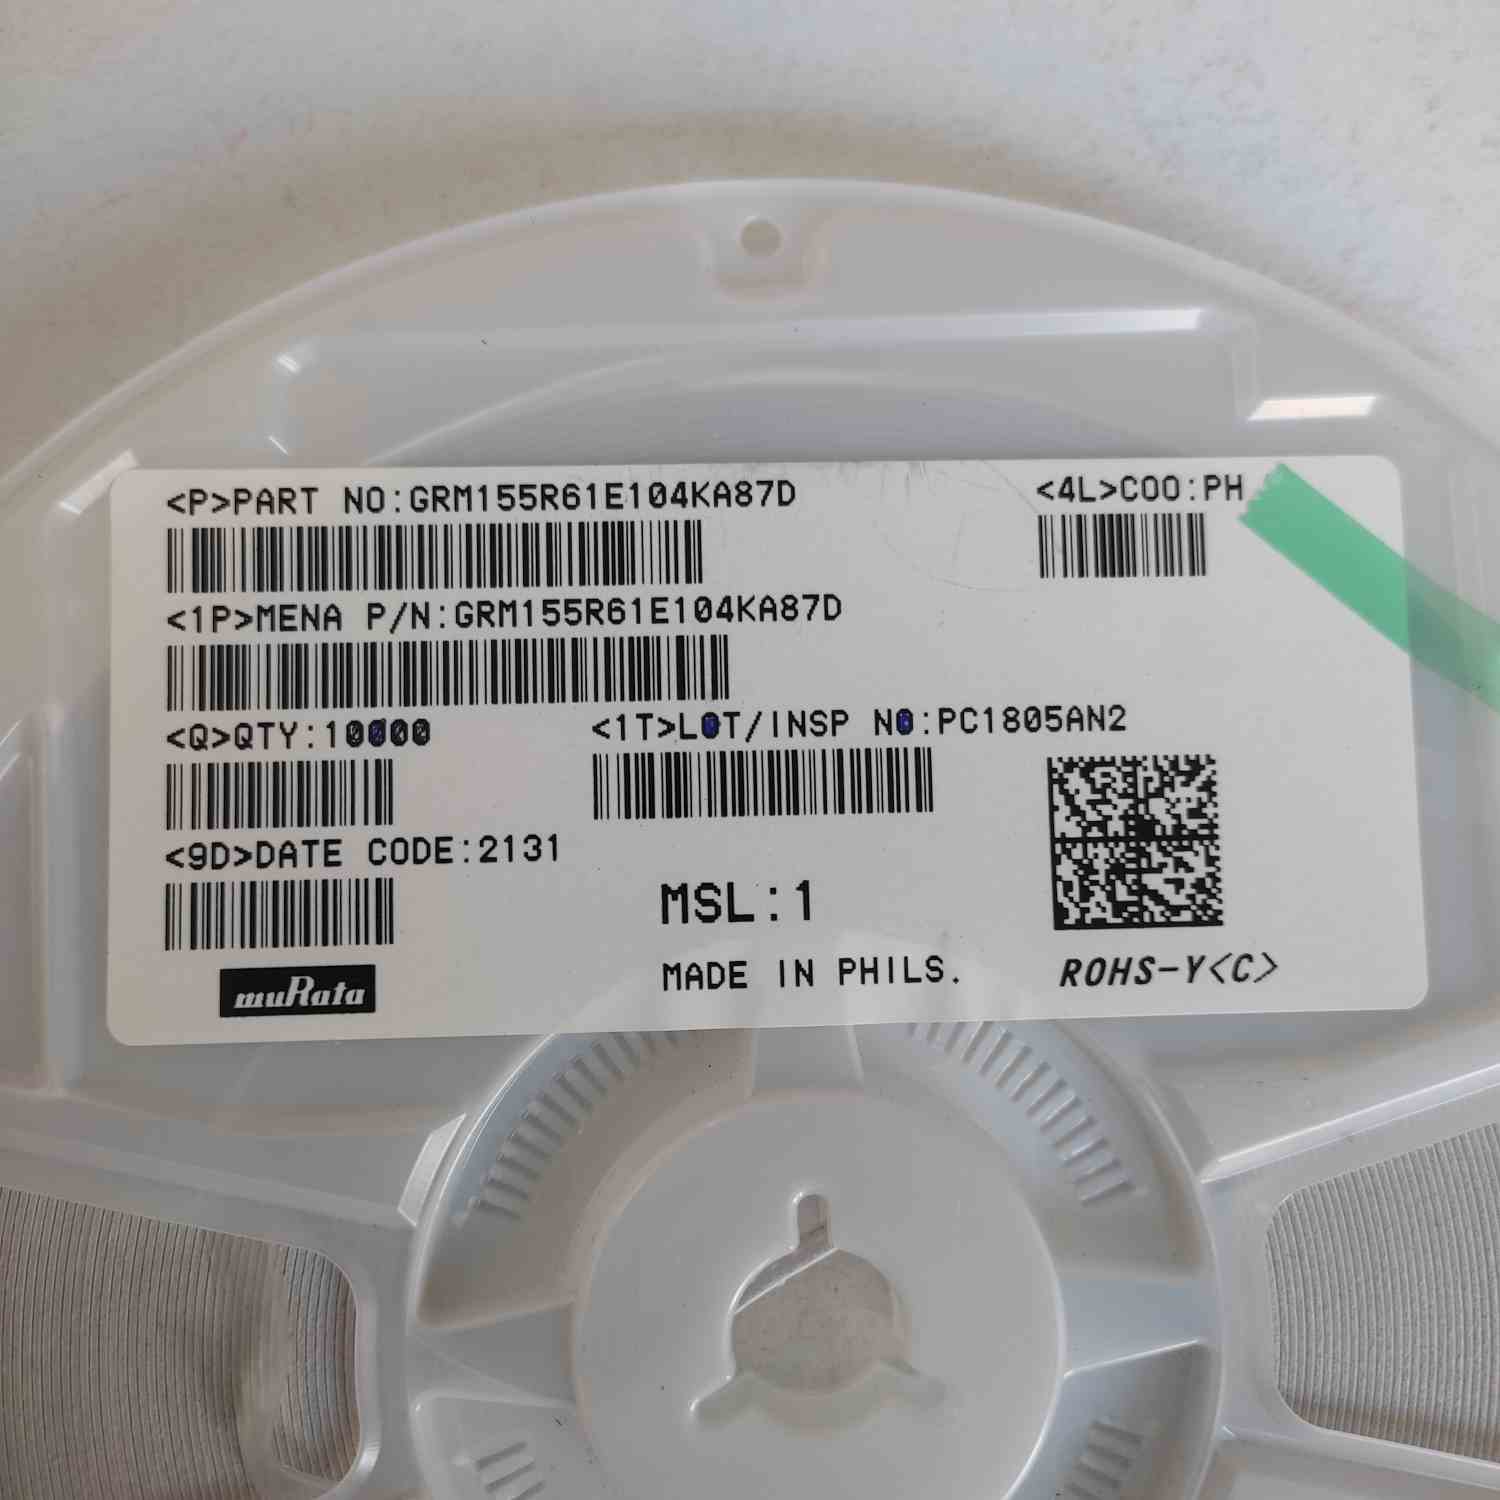 <P>PART NO:GRM155R61E104KA87D
<4L>COO:PH
<1P>MENA P/N:GRM155R61E104KA87D
<Q>QTY:10000
<1T>LOT/INSP NO:PC1805AN2
<9D>DATE CODE:2131
MSL:1
muRata
MADE IN PHILS.
ROHS-Y<C>